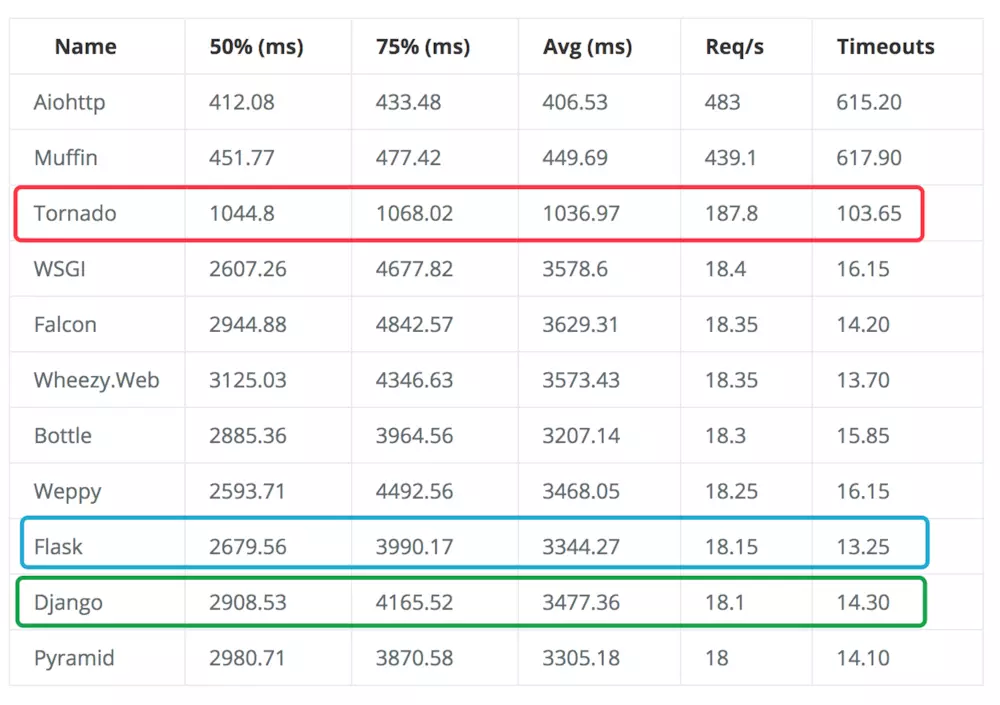 Name 50% (ms) 75% (ms) Avg (ms) Req/s Timeouts
Aiohttp 412.08 433.48 406.53 483 615.20
Muffin 451.77 477.42 449.69 439.1 617.90
Tornado 1044.8 1068.02 1036.97 187.8 103.65
WSGI 2607.26 4677.82 3578.6 18.4 16.15
Falcon 2944.88 4842.57 3629.31 18.35 14.20
Wheezy.Web 3125.03 4346.63 3573.43 18.35 13.70
Bottle 2885.36 3964.56 3207.14 18.3 15.85
Weppy 2593.71 4492.56 3468.05 18.25 16.15
Flask 2679.56 3990.17 3344.27 18.15 13.25
Django 2908.53 4165.52 3477.36 18.1 14.30
Pyramid 2980.71 3870.58 3305.18 18 14.10